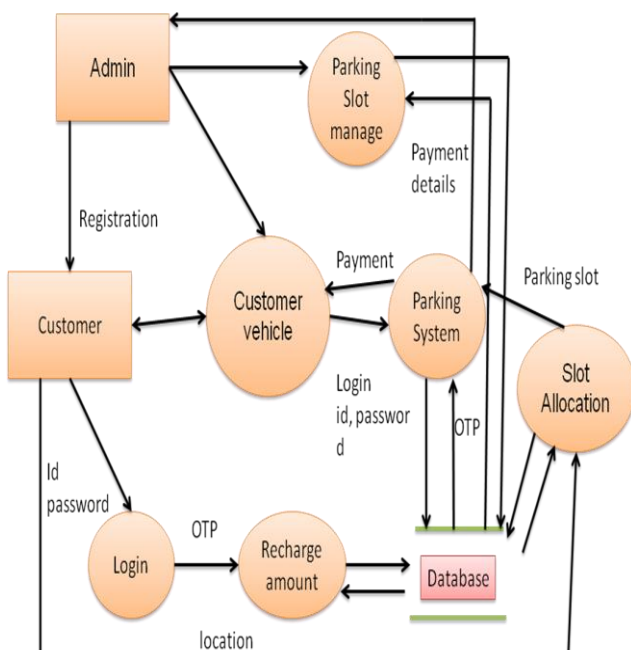 Admin
Parking
Slot
manage
Payment
details
Registration
Customer
Customer
vehicle
Payment
Parking
System
Parking slot
Slot
Allocation
Login
id, passwor
d
OTP
Id
password
Login
OTP
Recharge
amount
Database
location